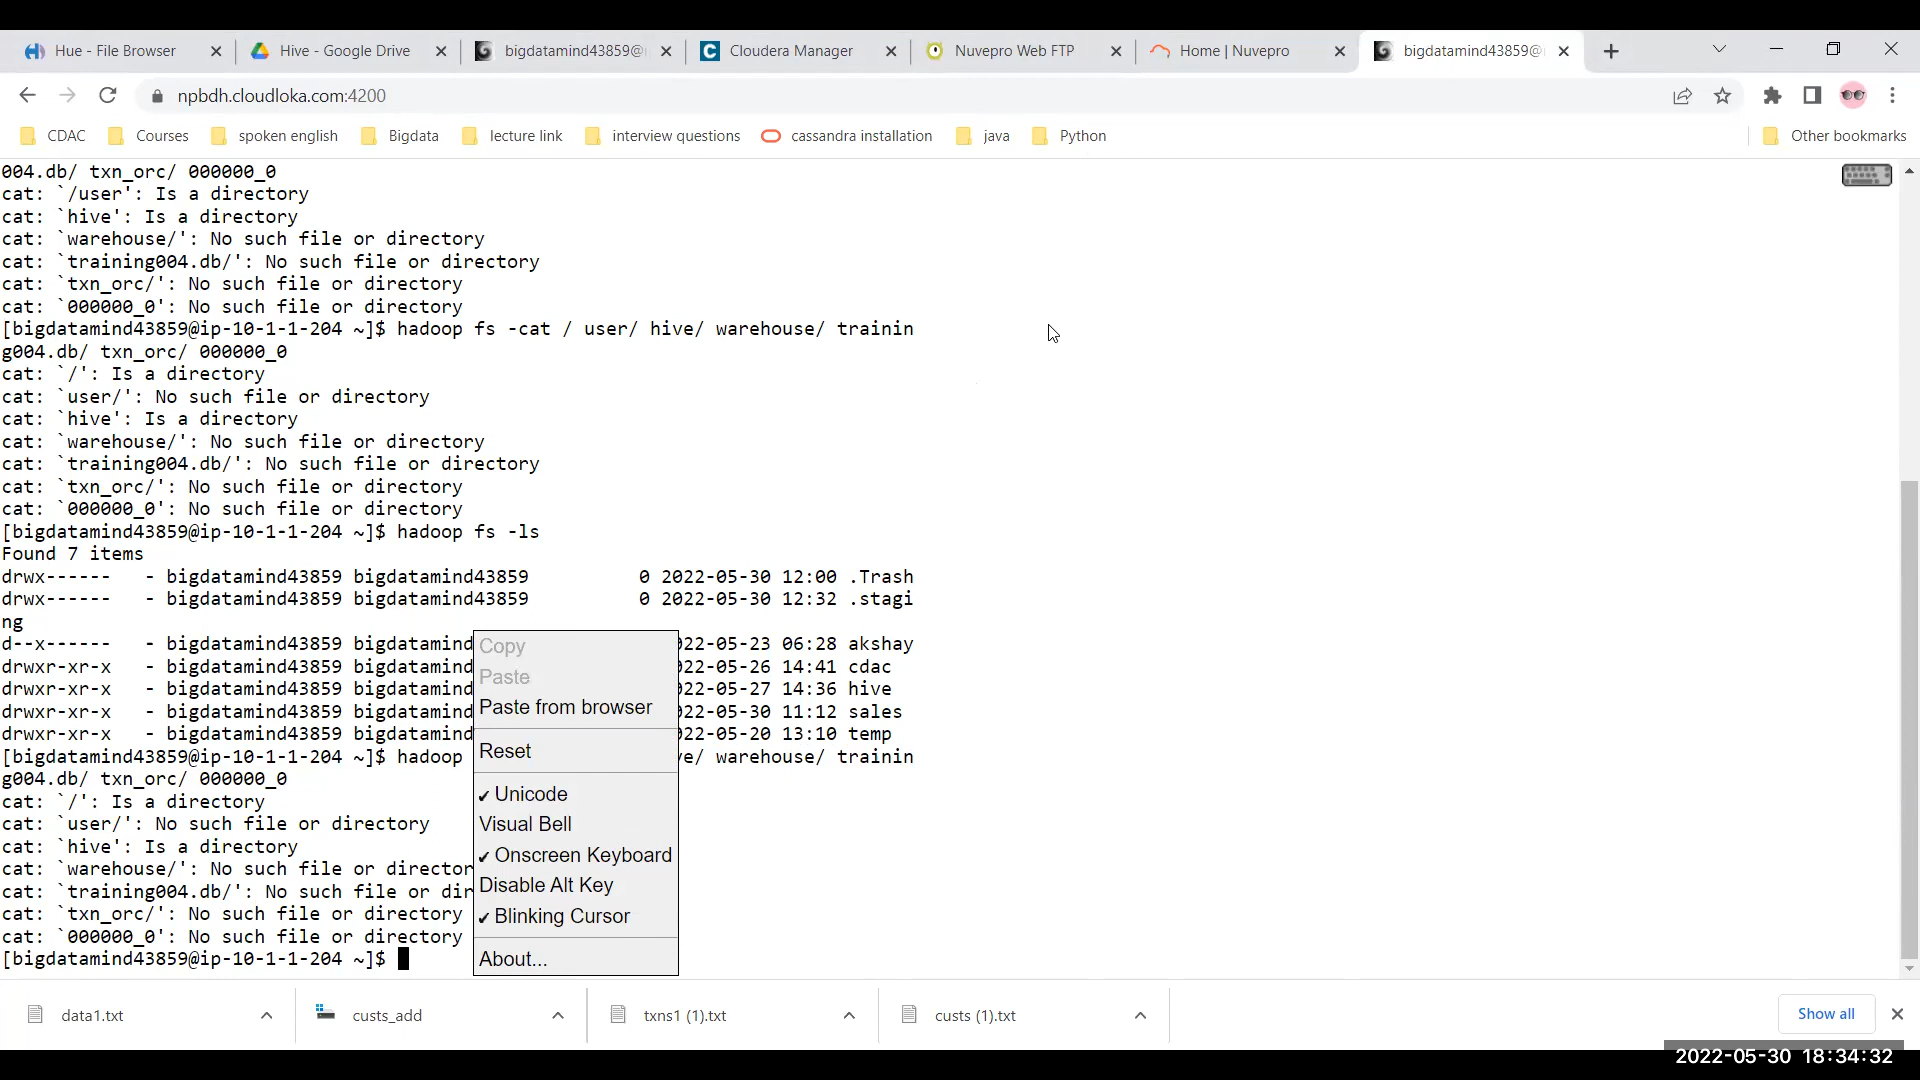 Hue - File Browser
Hive - Google Drive
bigdatamind43859@
Cloudera Manager
Nuvepro Web FTP
Home | Nuvepro
bigdatamind43859@
npbdh.cloudloka.com:4200
CDAC
Courses
spoken english
Bigdata
lecture link
interview questions
cassandra installation
java
Python
Other bookmarks
004.db/ txn_orc/ 000000_0
cat: `/user': Is a directory
cat: `hive': Is a directory
cat: `warehouse/': No such file or directory
cat: `training004.db/': No such file or directory
cat: `txn_orc/': No such file or directory
cat: `000000_0': No such file or directory
[bigdatamind43859@ip-10-1-1-204 ~]$ hadoop fs -cat / user/ hive/ warehouse/ trainin
g004.db/ txn_orc/ 000000_0
cat: `/': Is a directory
cat: `user/': No such file or directory
cat: `hive': Is a directory
cat: `warehouse/': No such file or directory
cat: `training004.db/': No such file or directory
cat: `txn_orc/': No such file or directory
cat: `000000_0': No such file or directory
[bigdatamind43859@ip-10-1-1-204 ~]$ hadoop fs -ls
Found 7 items
drwx------   - bigdatamind43859 bigdatamind43859          0 2022-05-30 12:00 .Trash
drwx------   - bigdatamind43859 bigdatamind43859          0 2022-05-30 12:32 .stagi
ng
d--x------   - bigdatamind43859 bigdatamind 22-05-23 06:28 akshay
drwxr-xr-x   - bigdatamind43859 bigdatamind 22-05-26 14:41 cdac
drwxr-xr-x   - bigdatamind43859 bigdatamind 22-05-27 14:36 hive
drwxr-xr-x   - bigdatamind43859 bigdatamind 22-05-30 11:12 sales
drwxr-xr-x   - bigdatamind43859 bigdatamind 22-05-20 13:10 temp
[bigdatamind43859@ip-10-1-1-204 ~]$ hadoop ve/ warehouse/ trainin
g004.db/ txn_orc/ 000000_0
cat: `/': Is a directory
cat: `user/': No such file or directory
cat: `hive': Is a directory
cat: `warehouse/': No such file or director
cat: `training004.db/': No such file or dir
cat: `txn_orc/': No such file or directory
cat: `000000_0': No such file or directory
[bigdatamind43859@ip-10-1-1-204 ~]$
Copy
Paste
Paste from browser
Reset
✔ Unicode
Visual Bell
✔ Onscreen Keyboard
Disable Alt Key
✔ Blinking Cursor
About...
data1.txt
custs_add
txns1 (1).txt
custs (1).txt
Show all
2022-05-30 18:34:32